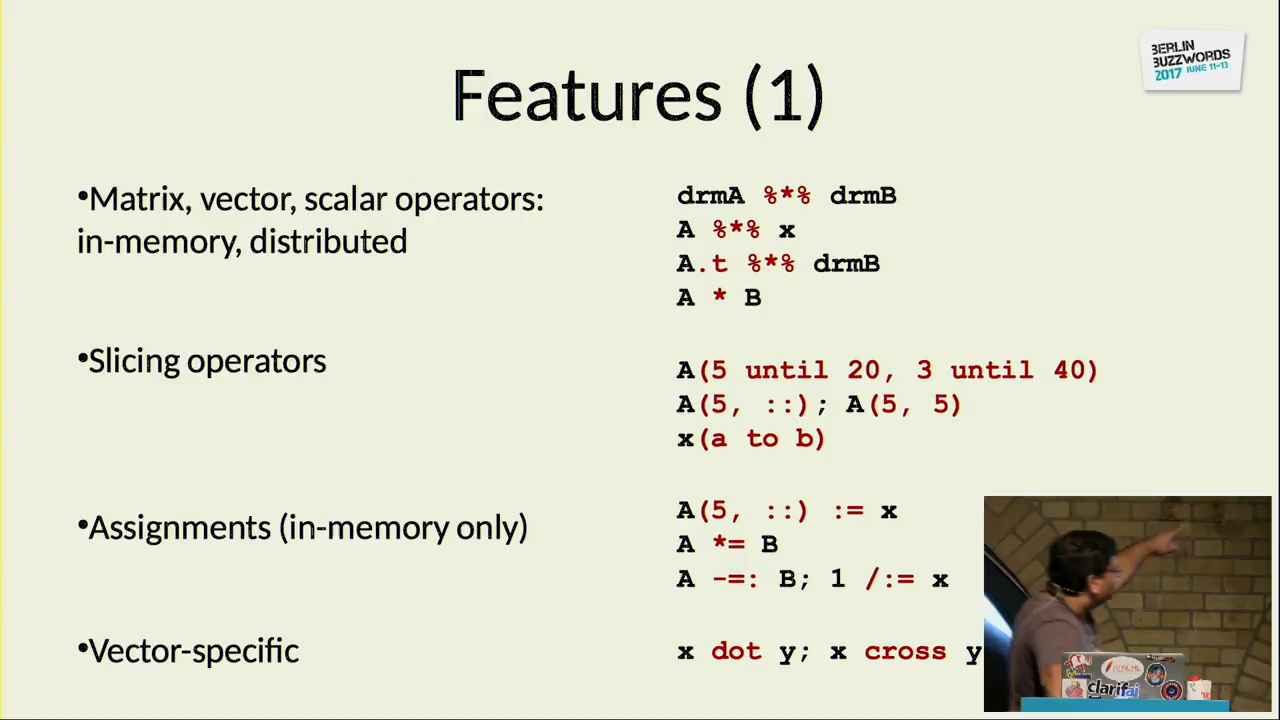 BERLIN
BUZZWORDS
2017 JUNE 11-13
Features (1)
•Matrix, vector, scalar operators:
in-memory, distributed
drmA %*% drmB
A %*% x
A.t %*% drmB
A * B
•Slicing operators
A(5 until 20, 3 until 40)
A(5, ::); A(5, 5)
x(a to b)
•Assignments (in-memory only)
A(5, ::) := x
A *= B
A -=: B; 1 /:= x
•Vector-specific
x dot y; x cross y
clarifai